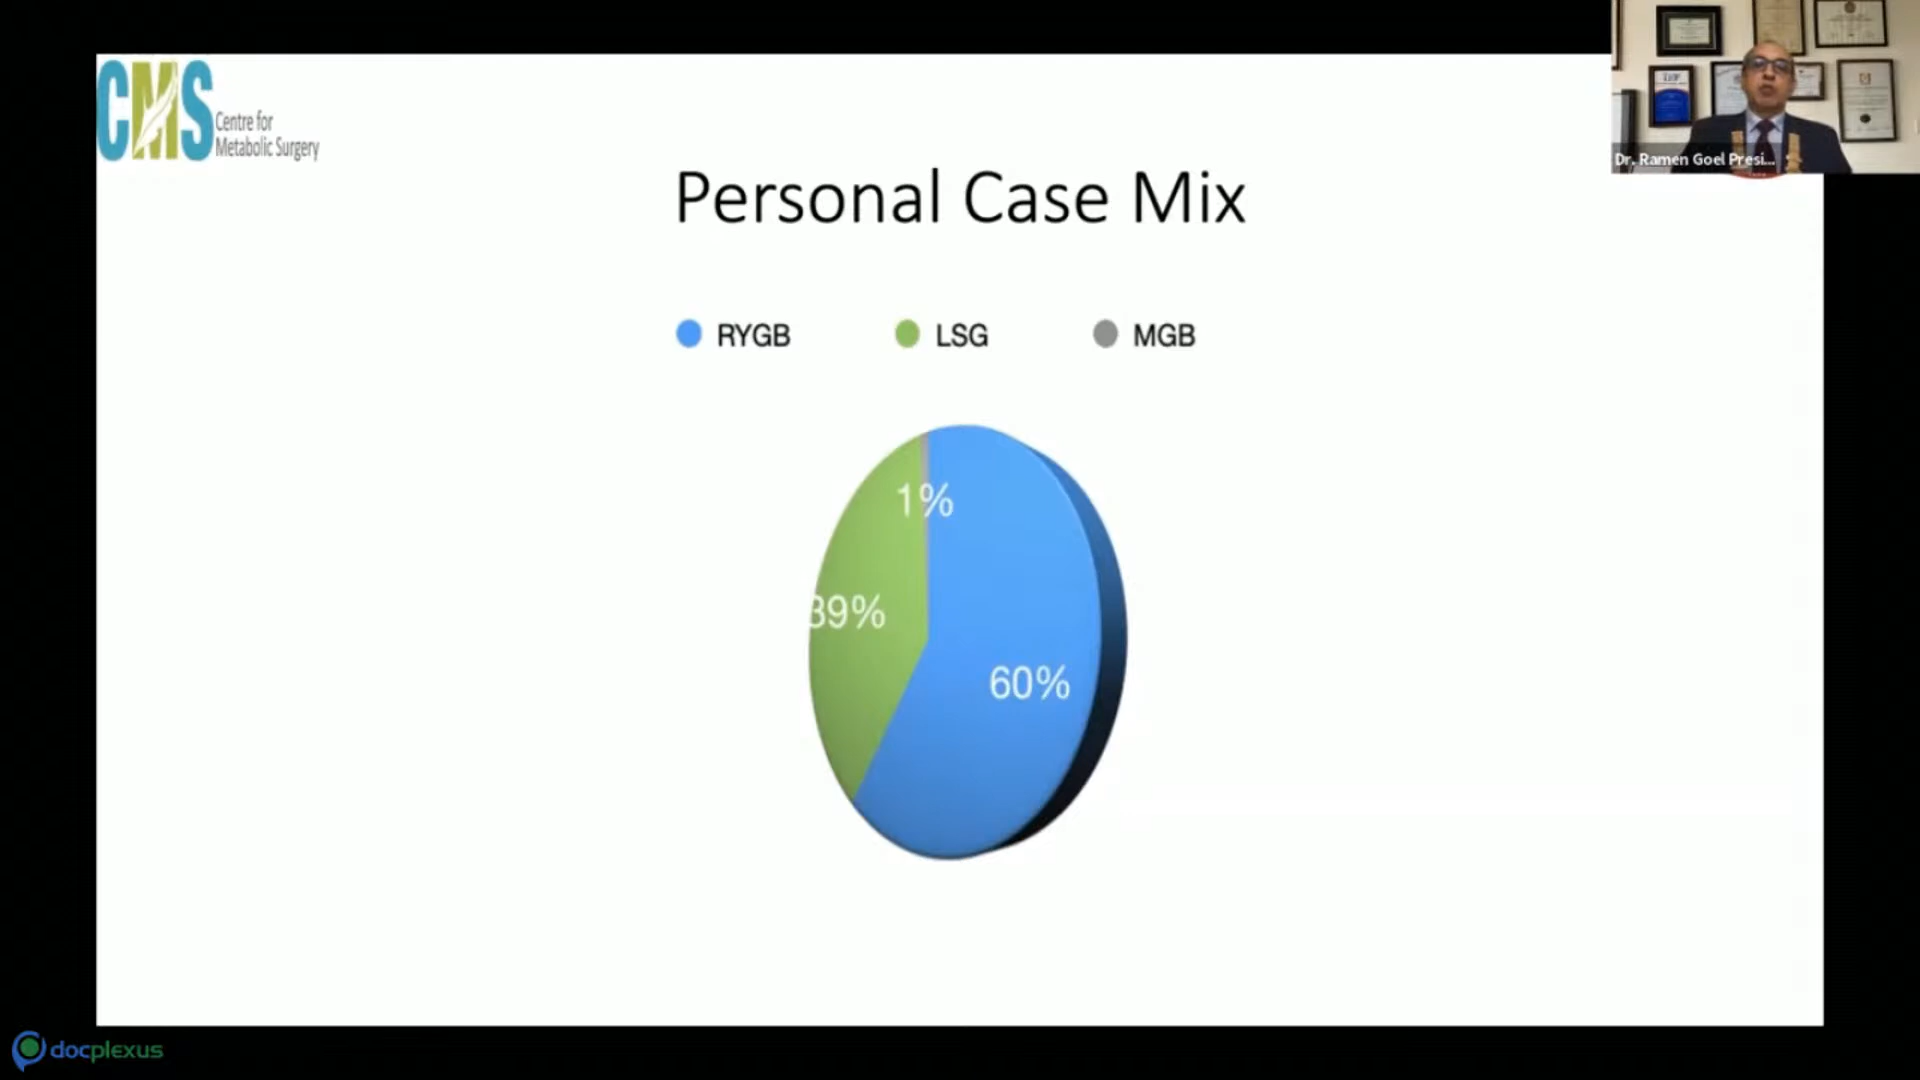 CMS
Centre for
Metabolic Surgery
Dr. Ramen Goel Presi...
Personal Case Mix
RYGB LSG MGB
1%
39%
60%
docplexus